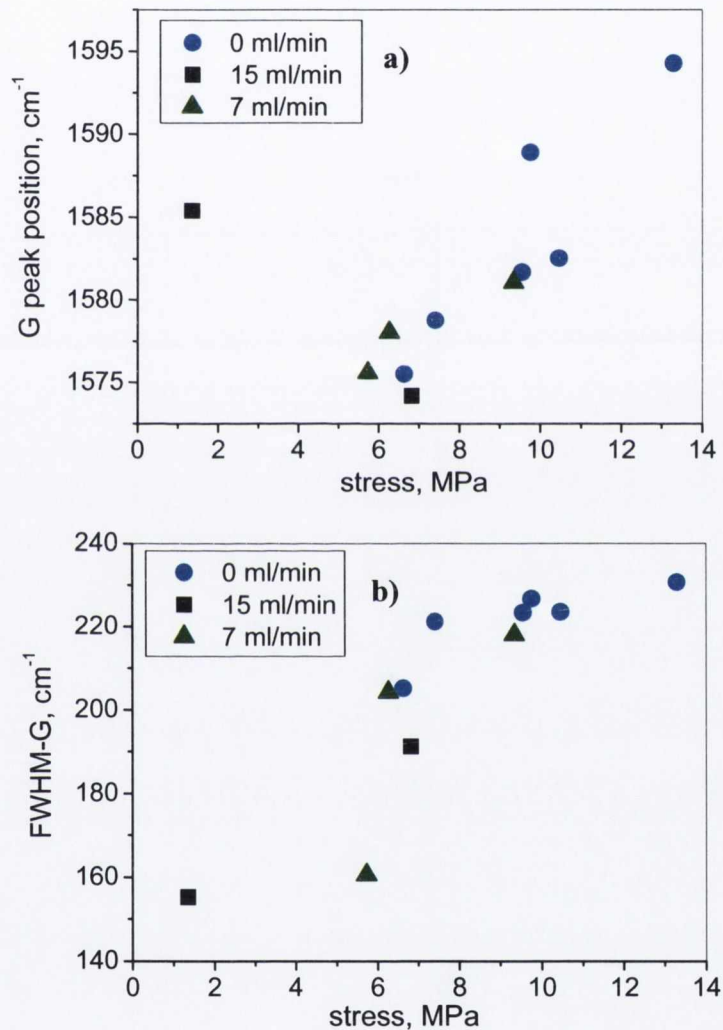 1595
1590
1585
1580
1575
G peak position, cm⁻¹
0 ml/min
15 ml/min
7 ml/min
a)
0 2 4 6 8 10 12 14
stress, MPa
240
220
200
180
160
140
FWHM-G, cm⁻¹
0 ml/min
15 ml/min
7 ml/min
b)
0 2 4 6 8 10 12 14
stress, MPa